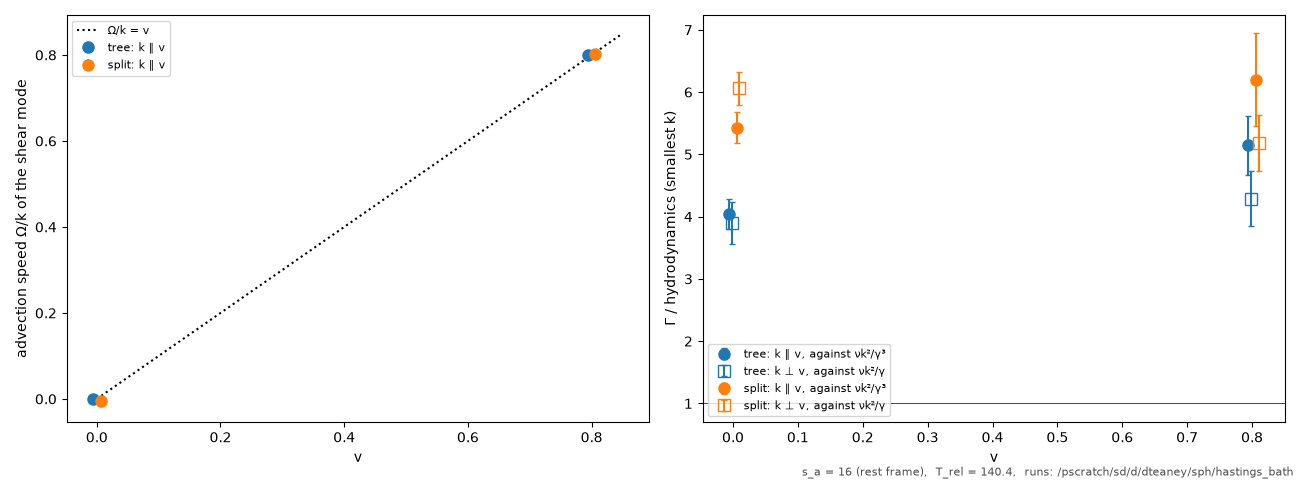 Ω/k = v
tree: k ∥ v
split: k ∥ v
advection speed Ω/k of the shear mode
0.8
0.6
0.4
0.2
0.0
0.0
0.2
0.4
0.6
0.8
v
Γ / hydrodynamics (smallest k)
7
6
5
4
3
2
1
tree: k ∥ v, against νk²/γ³
tree: k ⊥ v, against νk²/γ
split: k ∥ v, against νk²/γ³
split: k ⊥ v, against νk²/γ
0.0
0.1
0.2
0.3
0.4
0.5
0.6
0.7
0.8
v
s_a = 16 (rest frame), T_rel = 140.4, runs: /pscratch/sd/d/dteaney/sph/hastings_bath